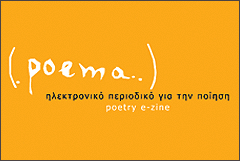 (.poema..)
ηλεκτρονικό περιοδικό για την ποίηση
poetry e-zine